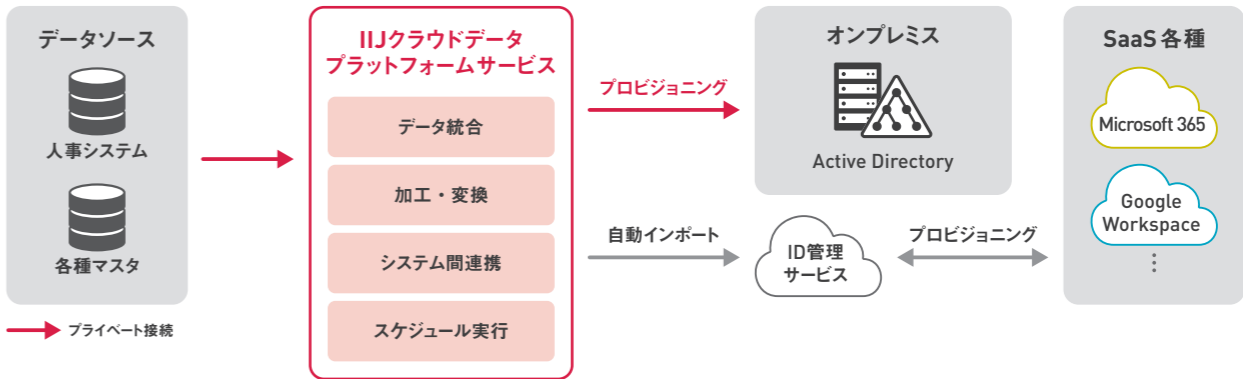 データソース
人事システム
各種マスタ
プライベート接続
IIJクラウドデータ
プラットフォームサービス
データ統合
加工・変換
システム間連携
スケジュール実行
プロビジョニング
自動インポート
オンプレミス
Active Directory
ID管理
サービス
プロビジョニング
SaaS各種
Microsoft 365
Google
Workspace
⋮